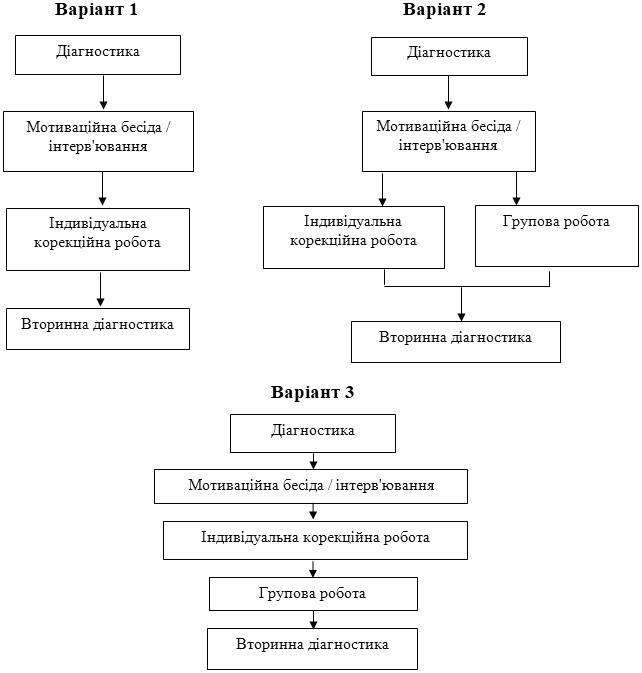 Варіант 1
Діагностика
Мотиваційна бесіда /
інтерв'ювання
Індивідуальна
корекційна робота
Вторинна діагностика
Варіант 2
Діагностика
Мотиваційна бесіда /
інтерв'ювання
Індивідуальна
корекційна робота
Групова робота
Вторинна діагностика
Варіант 3
Діагностика
Мотиваційна бесіда / інтерв'ювання
Індивідуальна корекційна робота
Групова робота
Вторинна діагностика